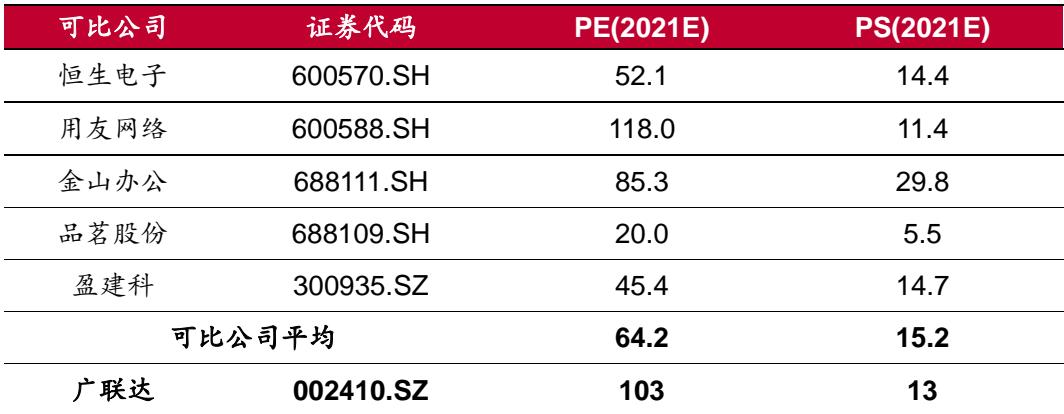 可比公司 证券代码 PE(2021E) PS(2021E)
恒生电子 600570.SH 52.1 14.4
用友网络 600588.SH 118.0 11.4
金山办公 688111.SH 85.3 29.8
品茗股份 688109.SH 20.0 5.5
盈建科 300935.SZ 45.4 14.7
可比公司平均 64.2 15.2
广联达 002410.SZ 103 13